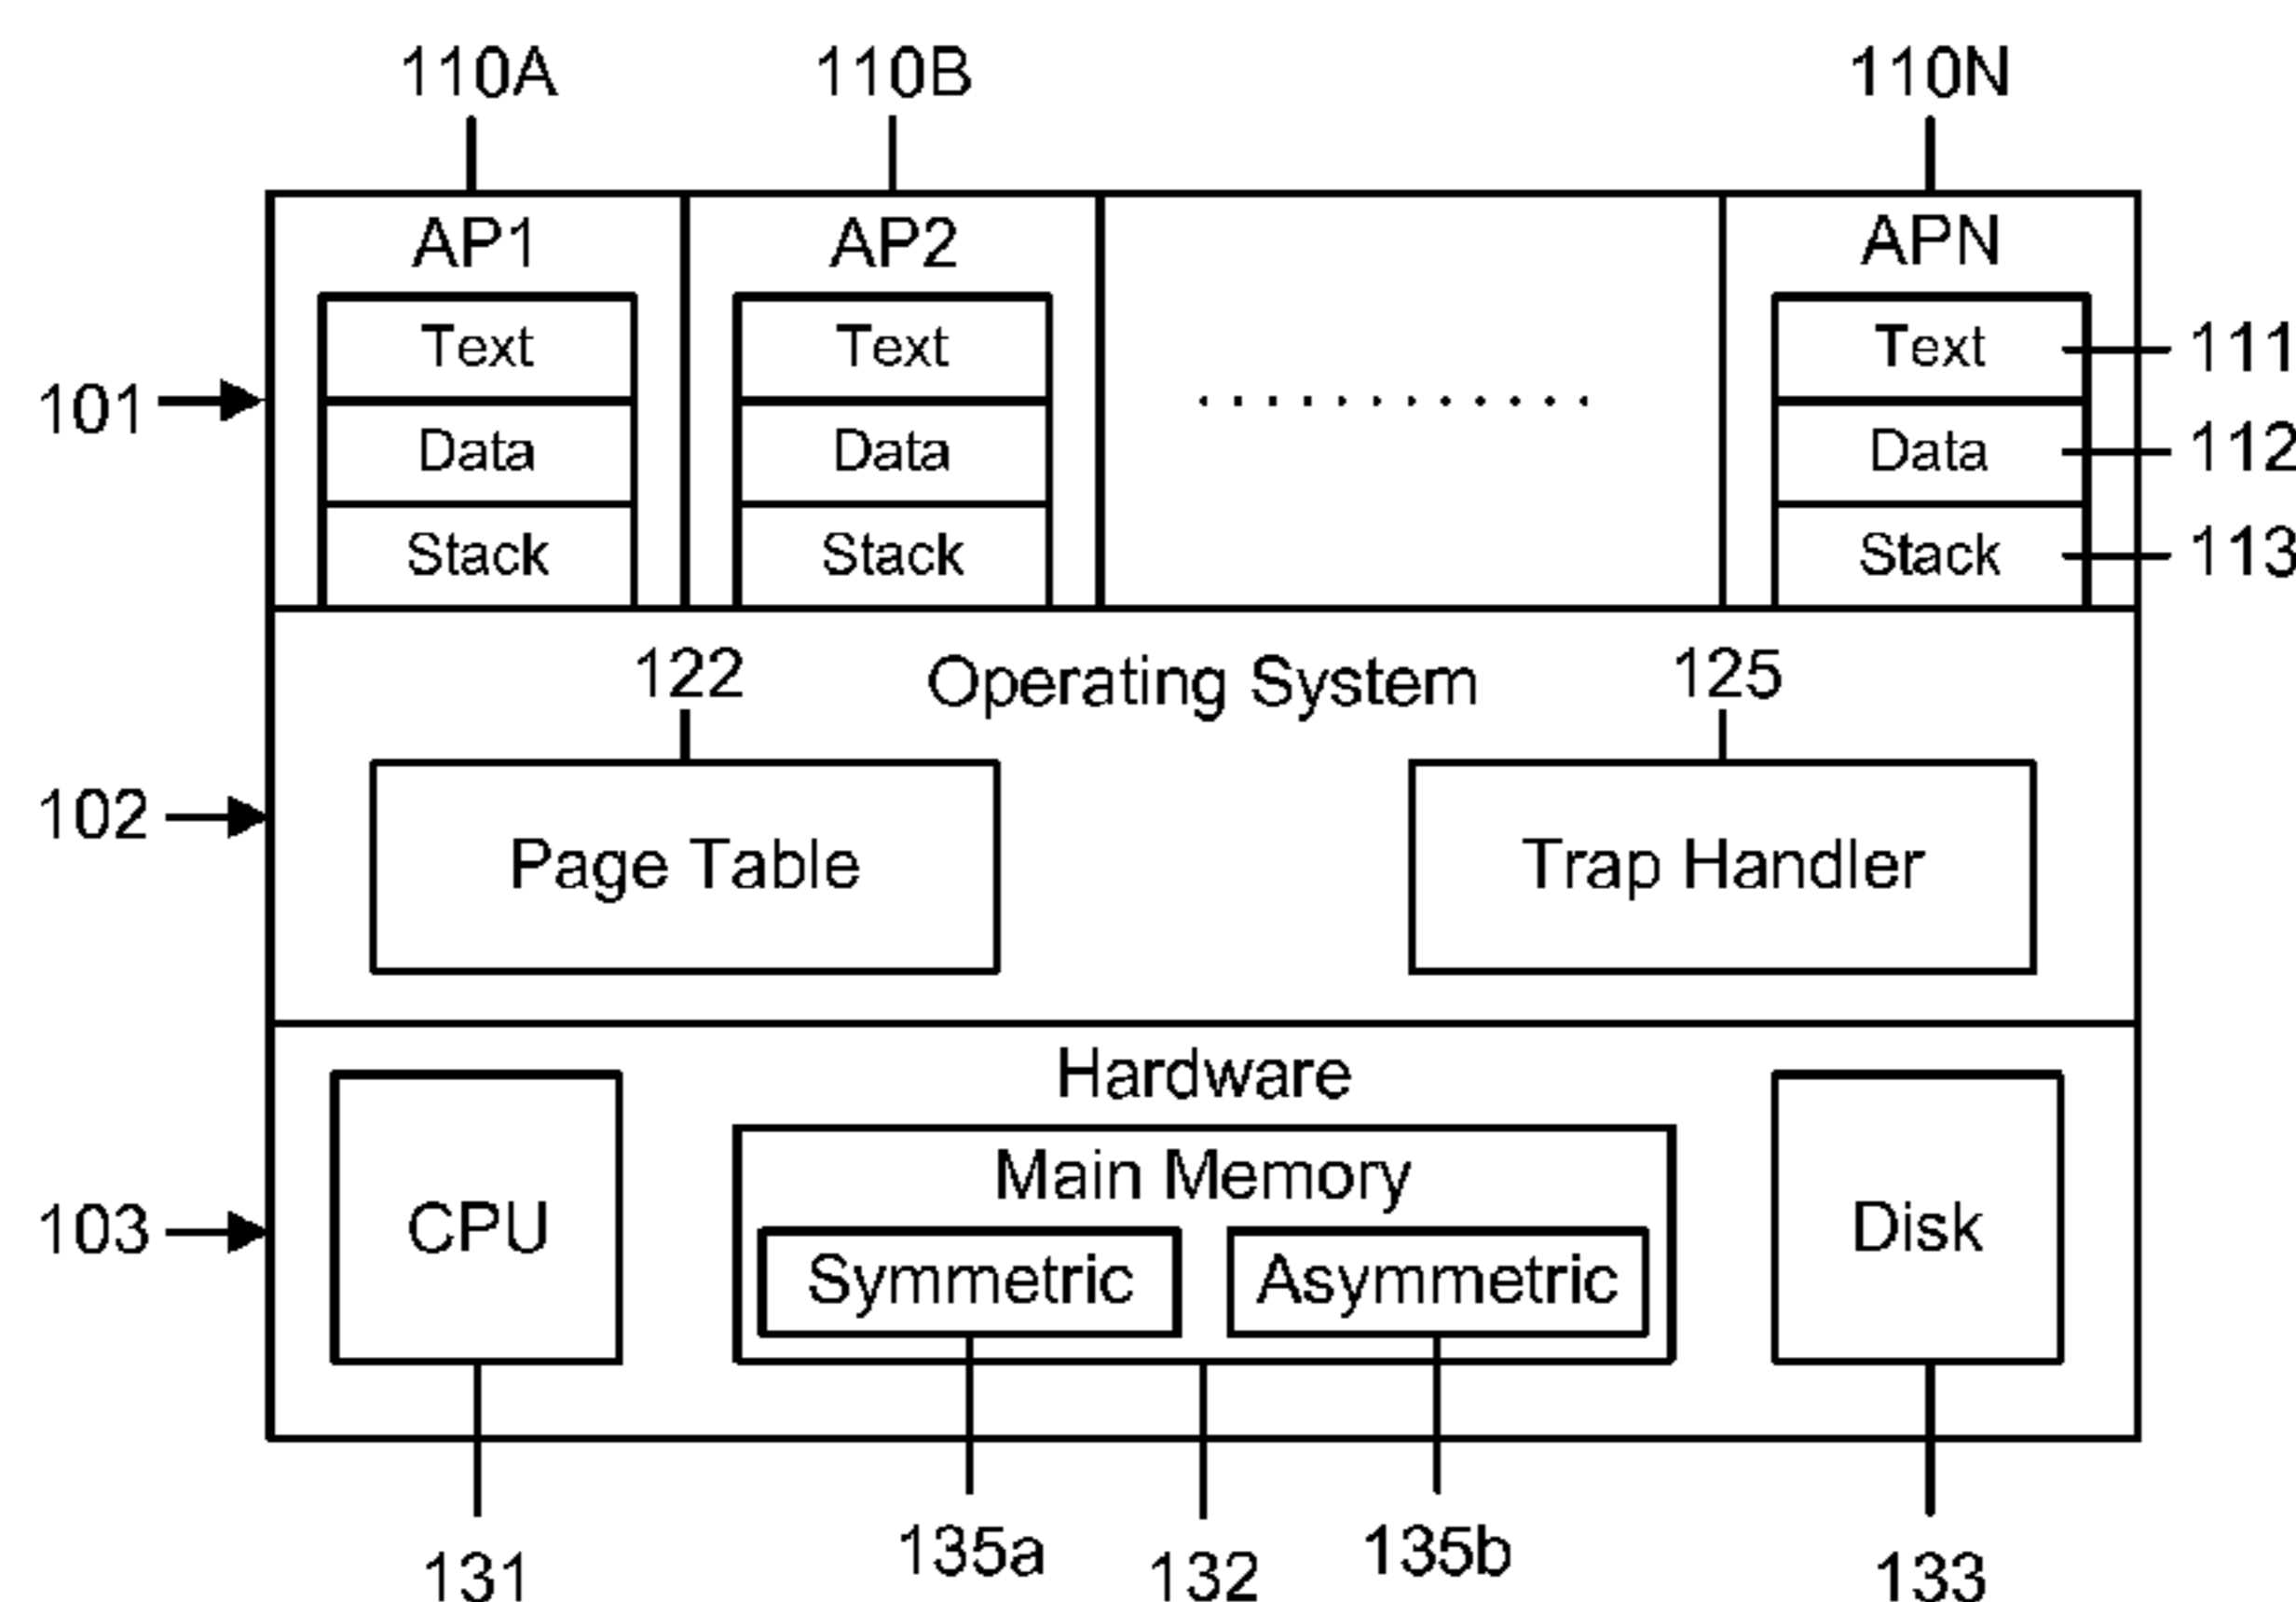 110A 110B 110N
AP1 AP2 APN
Text Text Text 111
101
Data Data Data 112
Stack Stack Stack 113
122 Operating System 125
102
Page Table Trap Handler
Hardware
Main Memory
103 CPU Disk
Symmetric Asymmetric
131 135a 132 135b 133